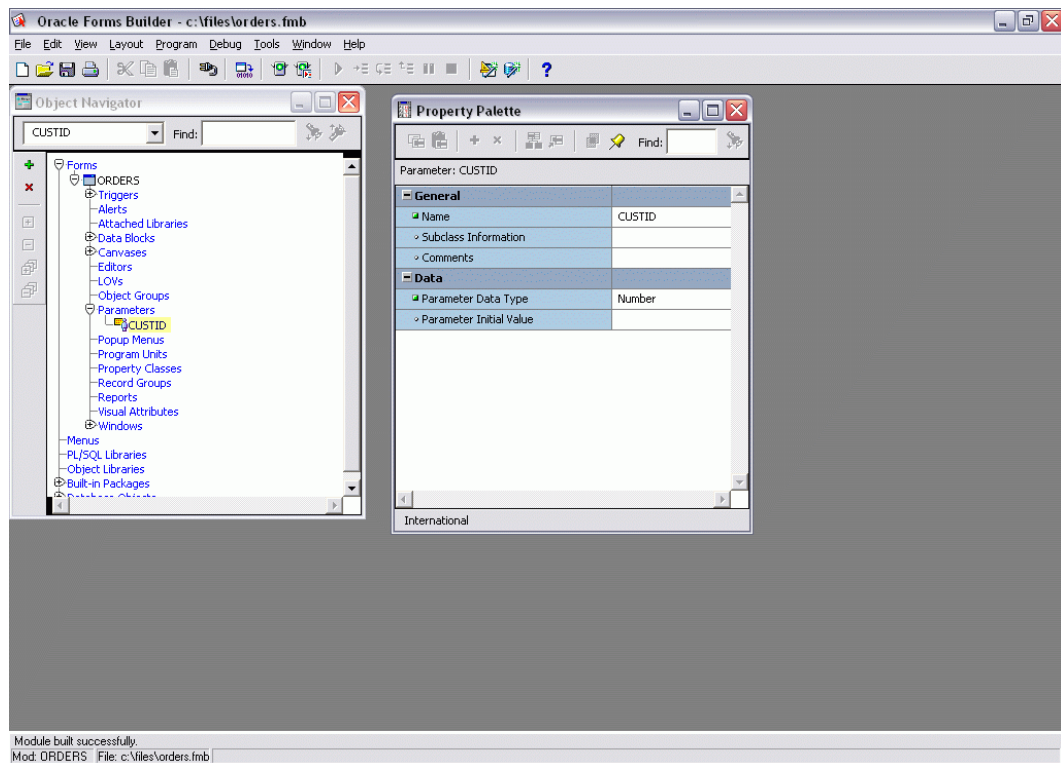 Oracle Forms Builder - c:\files\orders.fmb
File Edit View Layout Program Debug Tools Window Help
Object Navigator
CUSTID Find:
Forms
ORDERS
Triggers
Alerts
Attached Libraries
Data Blocks
Canvases
Editors
LOVs
Object Groups
Parameters
CUSTID
Popup Menus
Program Units
Property Classes
Record Groups
Reports
Visual Attributes
Windows
Menus
PL/SQL Libraries
Object Libraries
Built-in Packages
Database Objects
Property Palette
Find:
Parameter: CUSTID
General
Name CUSTID
Subclass Information
Comments
Data
Parameter Data Type Number
Parameter Initial Value
International
Module built successfully.
Mod: ORDERS File: c:\files\orders.fmb